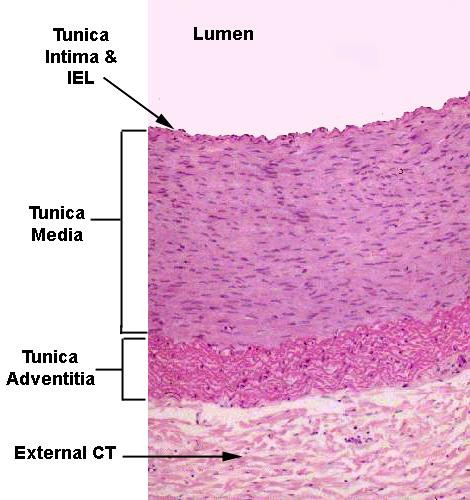 Tunica
Intima &
IEL
Lumen
Tunica
Media
Tunica
Adventitia
External CT